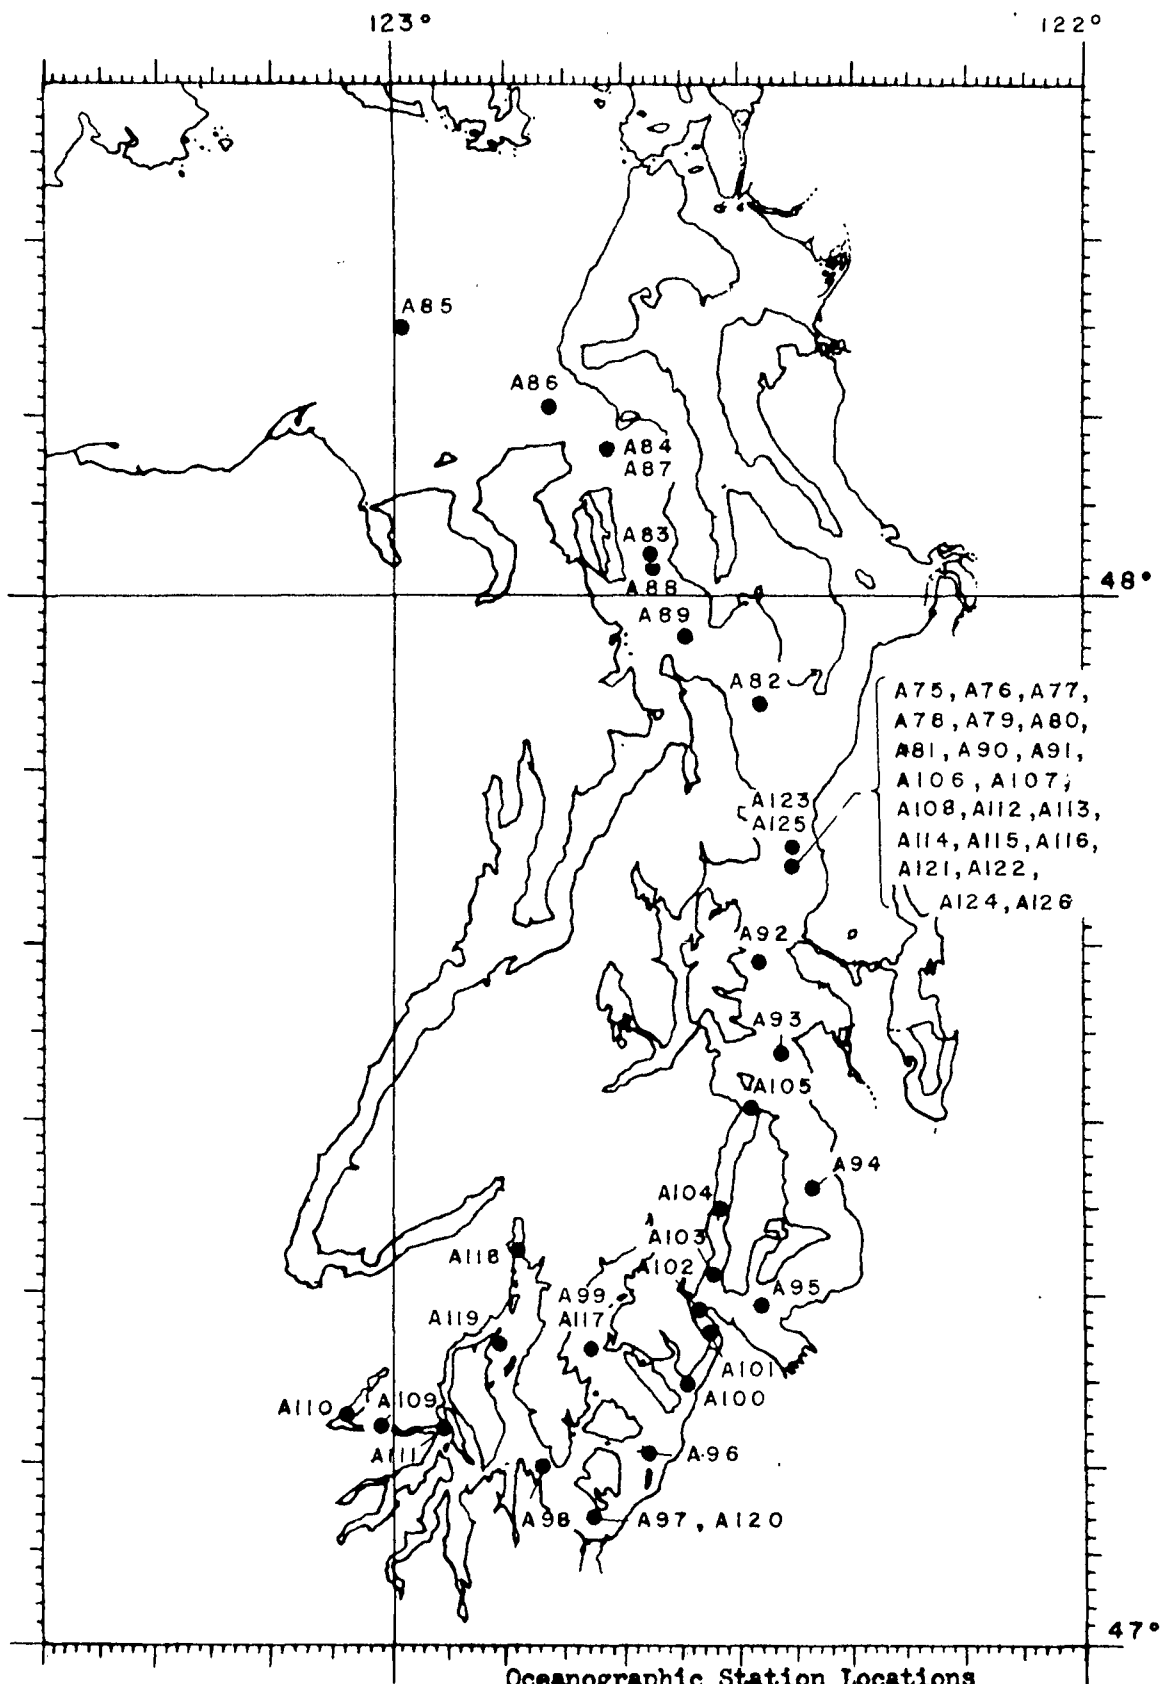 123° 122°
A85
A86
A84
A87
A83
A88
48°
A89
A82
A75, A76, A77,
A78, A79, A80,
A81, A90, A91,
A106, A107,
A108, A112, A113,
A114, A115, A116,
A121, A122,
A124, A126
A123
A125
A92
A93
A105
A94
A104
A103
A118
A102
A95
A99
A119 A117
A101
A100
A110 A109
A111
A96
A98 A97, A120
47°
Oceanographic Station Locations